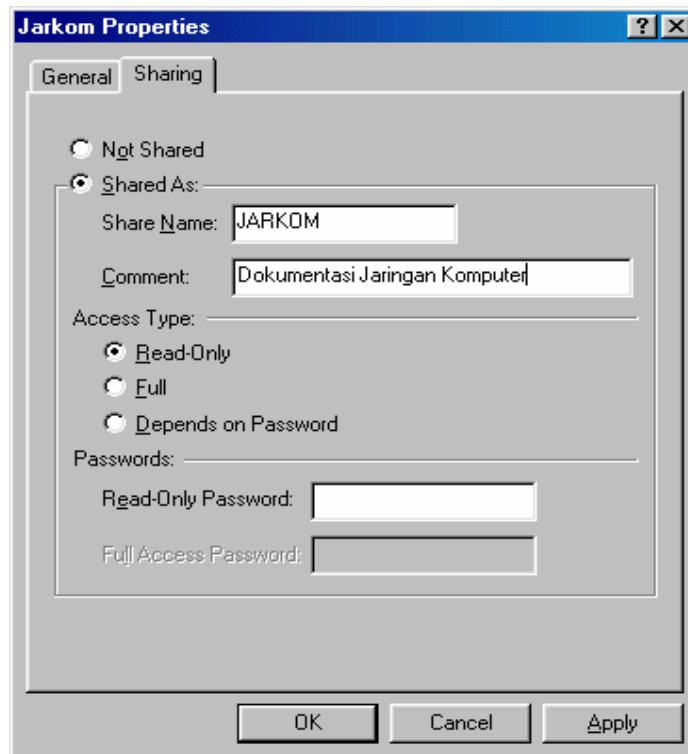 Jarkom Properties
General Sharing
Not Shared
Shared As:
Share Name: JARKOM
Comment: Dokumentasi Jaringan Komputer
Access Type:
Read-Only
Full
Depends on Password
Passwords:
Read-Only Password:
Full Access Password:
OK Cancel Apply